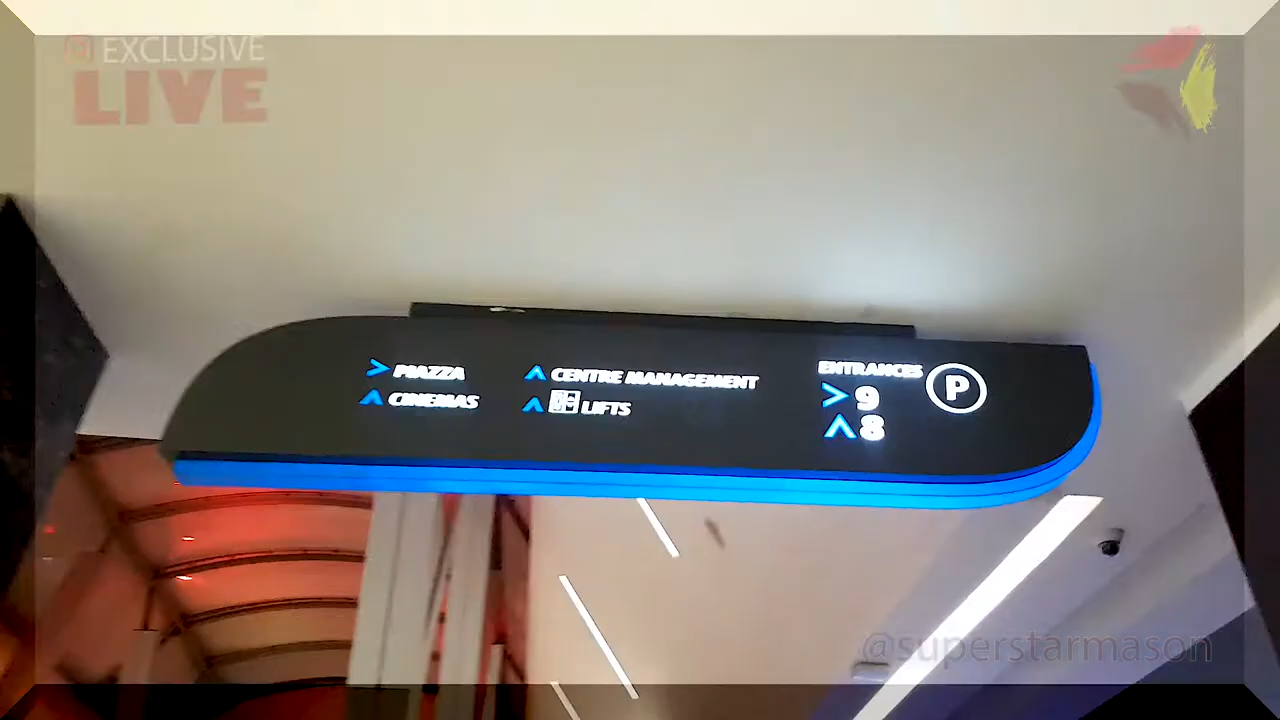 EXCLUSIVE
LIVE
> PIAZZA
CINEMAS
CENTRE MANAGEMENT
LIFTS
ENTRANCES
> 9
8
P
@superstarmason